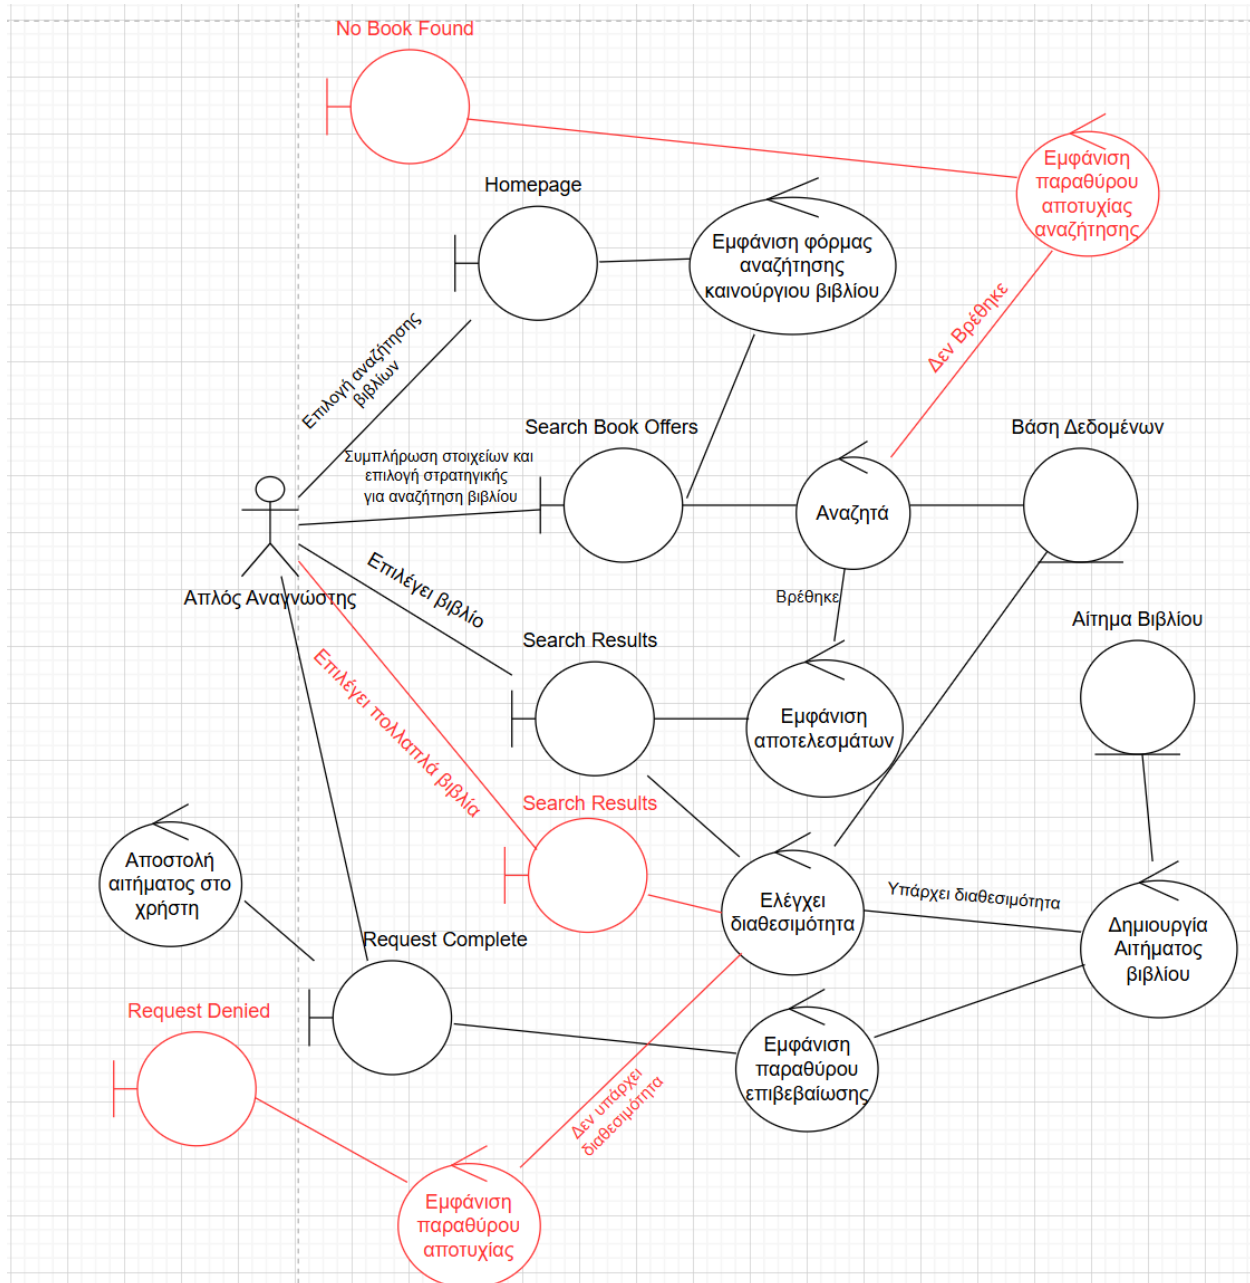 No Book Found
Εμφάνιση
παραθύρου
αποτυχίας
αναζήτησης
Homepage
Εμφάνιση φόρμας
αναζήτησης
καινούργιου βιβλίου
Επιλογή αναζήτησης
βιβλίων
Δεν Βρέθηκε
Search Book Offers
Βάση Δεδομένων
Συμπλήρωση στοιχείων και
επιλογή στρατηγικής
για αναζήτηση βιβλίου
Αναζητά
Απλός Αναγνώστης
Επιλέγει βιβλίο
Βρέθηκε
Αίτημα Βιβλίου
Search Results
Εμφάνιση
αποτελεσμάτων
Επιλέγει πολλαπλά βιβλία
Search Results
Αποστολή
αιτήματος στο
χρήστη
Ελέγχει
διαθεσιμότητα
Υπάρχει διαθεσιμότητα
Δημιουργία
Αιτήματος
βιβλίου
Request Complete
Request Denied
Εμφάνιση
παραθύρου
επιβεβαίωσης
Δεν υπάρχει
διαθεσιμότητα
Εμφάνιση
παραθύρου
αποτυχίας